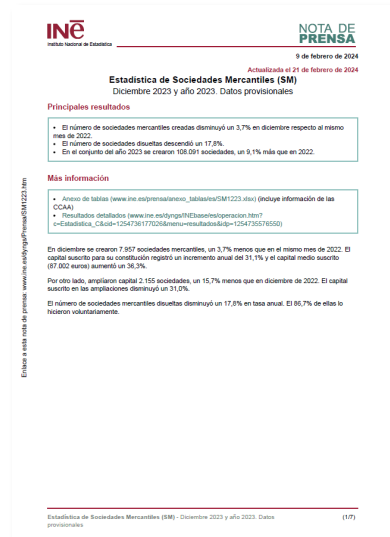 INE
Instituto Nacional de Estadística
NOTA DE
PRENSA
9 de febrero de 2024
Actualizada el 21 de febrero de 2024
Estadística de Sociedades Mercantiles (SM)
Diciembre 2023 y año 2023. Datos provisionales
Principales resultados
• El número de sociedades mercantiles creadas disminuyó un 3,7% en diciembre respecto al mismo
mes de 2022.
• El número de sociedades disueltas descendió un 17,8%.
• En el conjunto del año 2023 se crearon 108.091 sociedades, un 9,1% más que en 2022.
Más información
• Anexo de tablas (www.ine.es/prensa/anexo_tablas/es/SM1223.xlsx) (incluye información de las
CCAA)
• Resultados detallados (www.ine.es/dyngs/INEbase/es/operacion.htm?
c=Estadistica_C&cid=1254736177026&menu=resultados&idp=1254735576550)
En diciembre se crearon 7.957 sociedades mercantiles, un 3,7% menos que en el mismo mes de 2022. El
capital suscrito para su constitución registró un incremento anual del 31,1% y el capital medio suscrito
(87.002 euros) aumentó un 36,3%.
Por otro lado, ampliaron capital 2.155 sociedades, un 15,7% menos que en diciembre de 2022. El capital
suscrito en las ampliaciones disminuyó un 31,0%.
El número de sociedades mercantiles disueltas disminuyó un 17,8% en tasa anual. El 86,7% de ellas lo
hicieron voluntariamente.
Enlace a esta nota de prensa: www.ine.es/dyngs/Prensa/SM1223.htm
Estadística de Sociedades Mercantiles (SM) - Diciembre 2023 y año 2023. Datos
provisionales
(1/7)